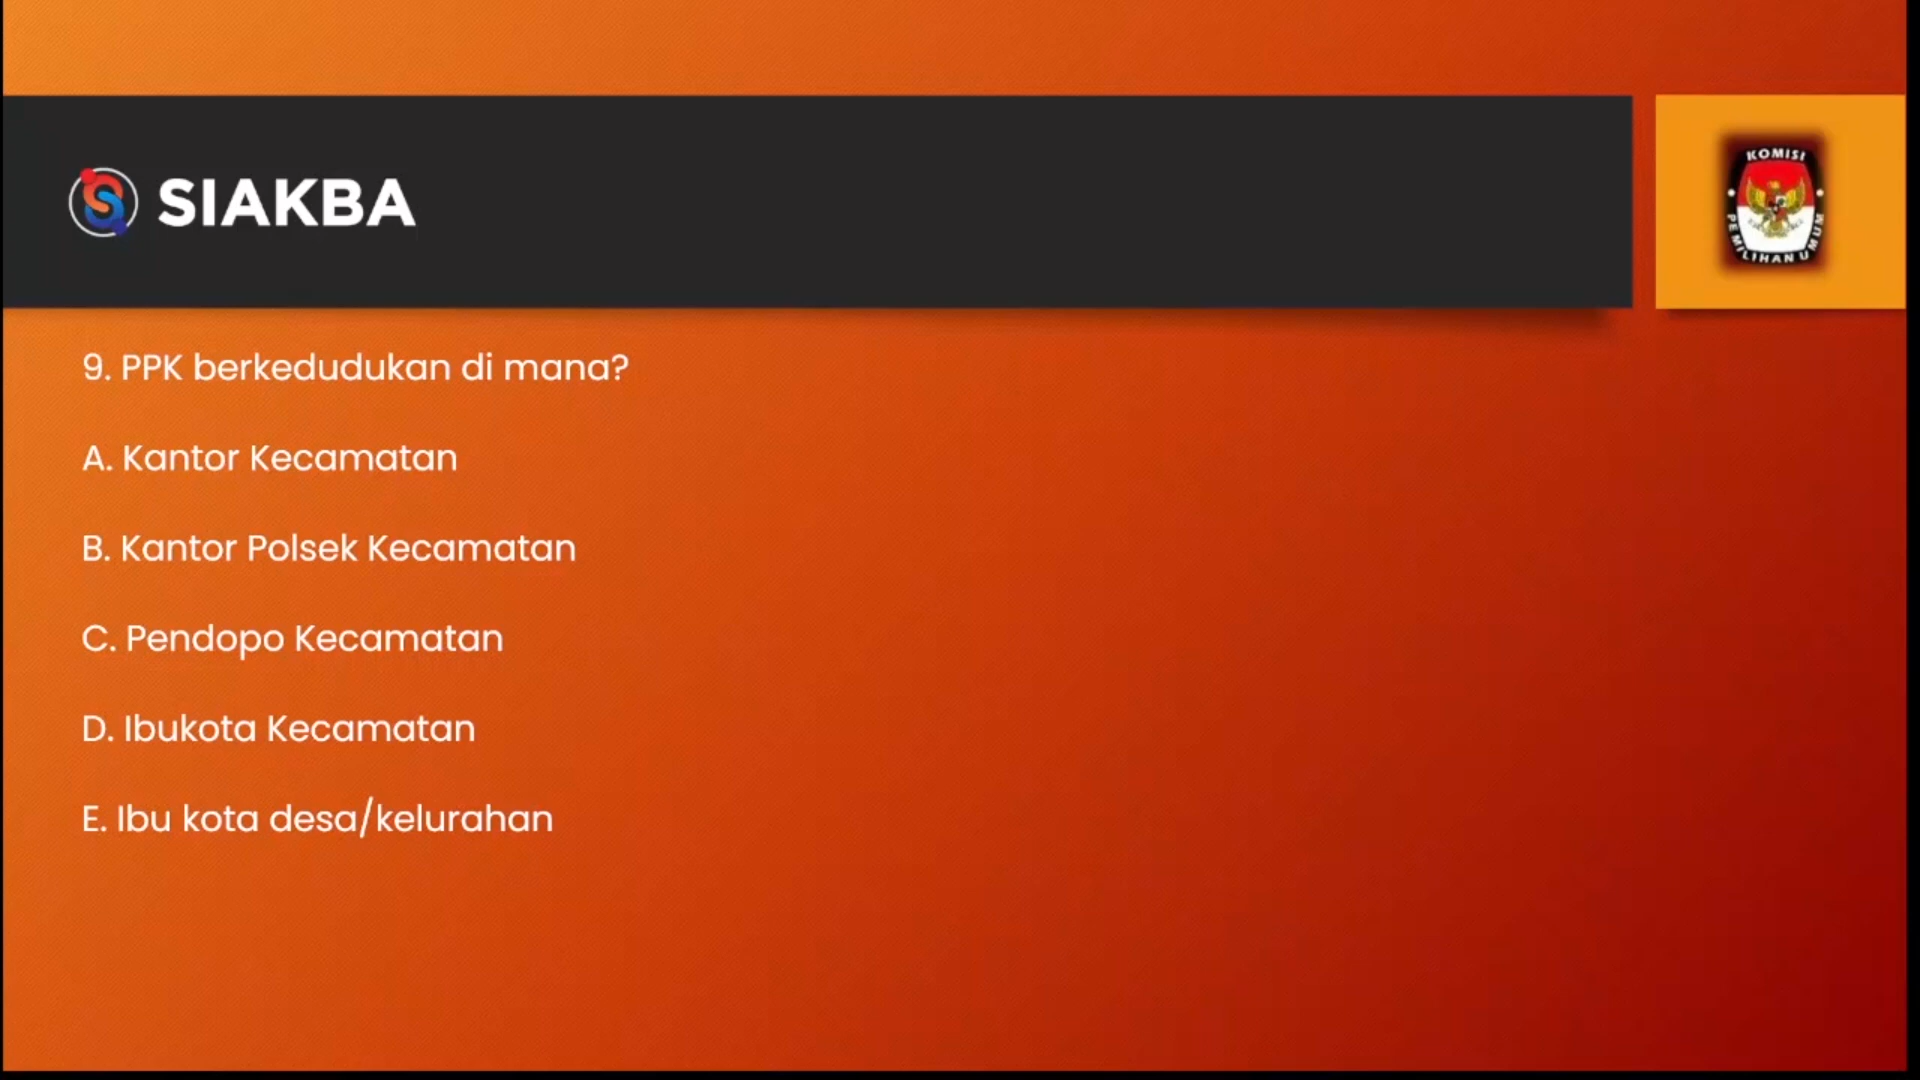 SIAKBA
KOMISI
PEMILIHAN UMUM
9. PPK berkedudukan di mana?
A. Kantor Kecamatan
B. Kantor Polsek Kecamatan
C. Pendopo Kecamatan
D. Ibukota Kecamatan
E. Ibu kota desa/kelurahan